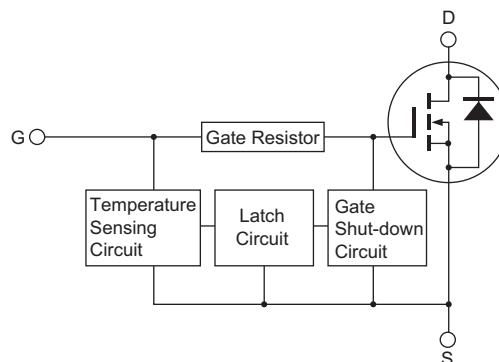 D
G
Gate Resistor
Temperature
Sensing
Circuit
Latch
Circuit
Gate
Shut-down
Circuit
S